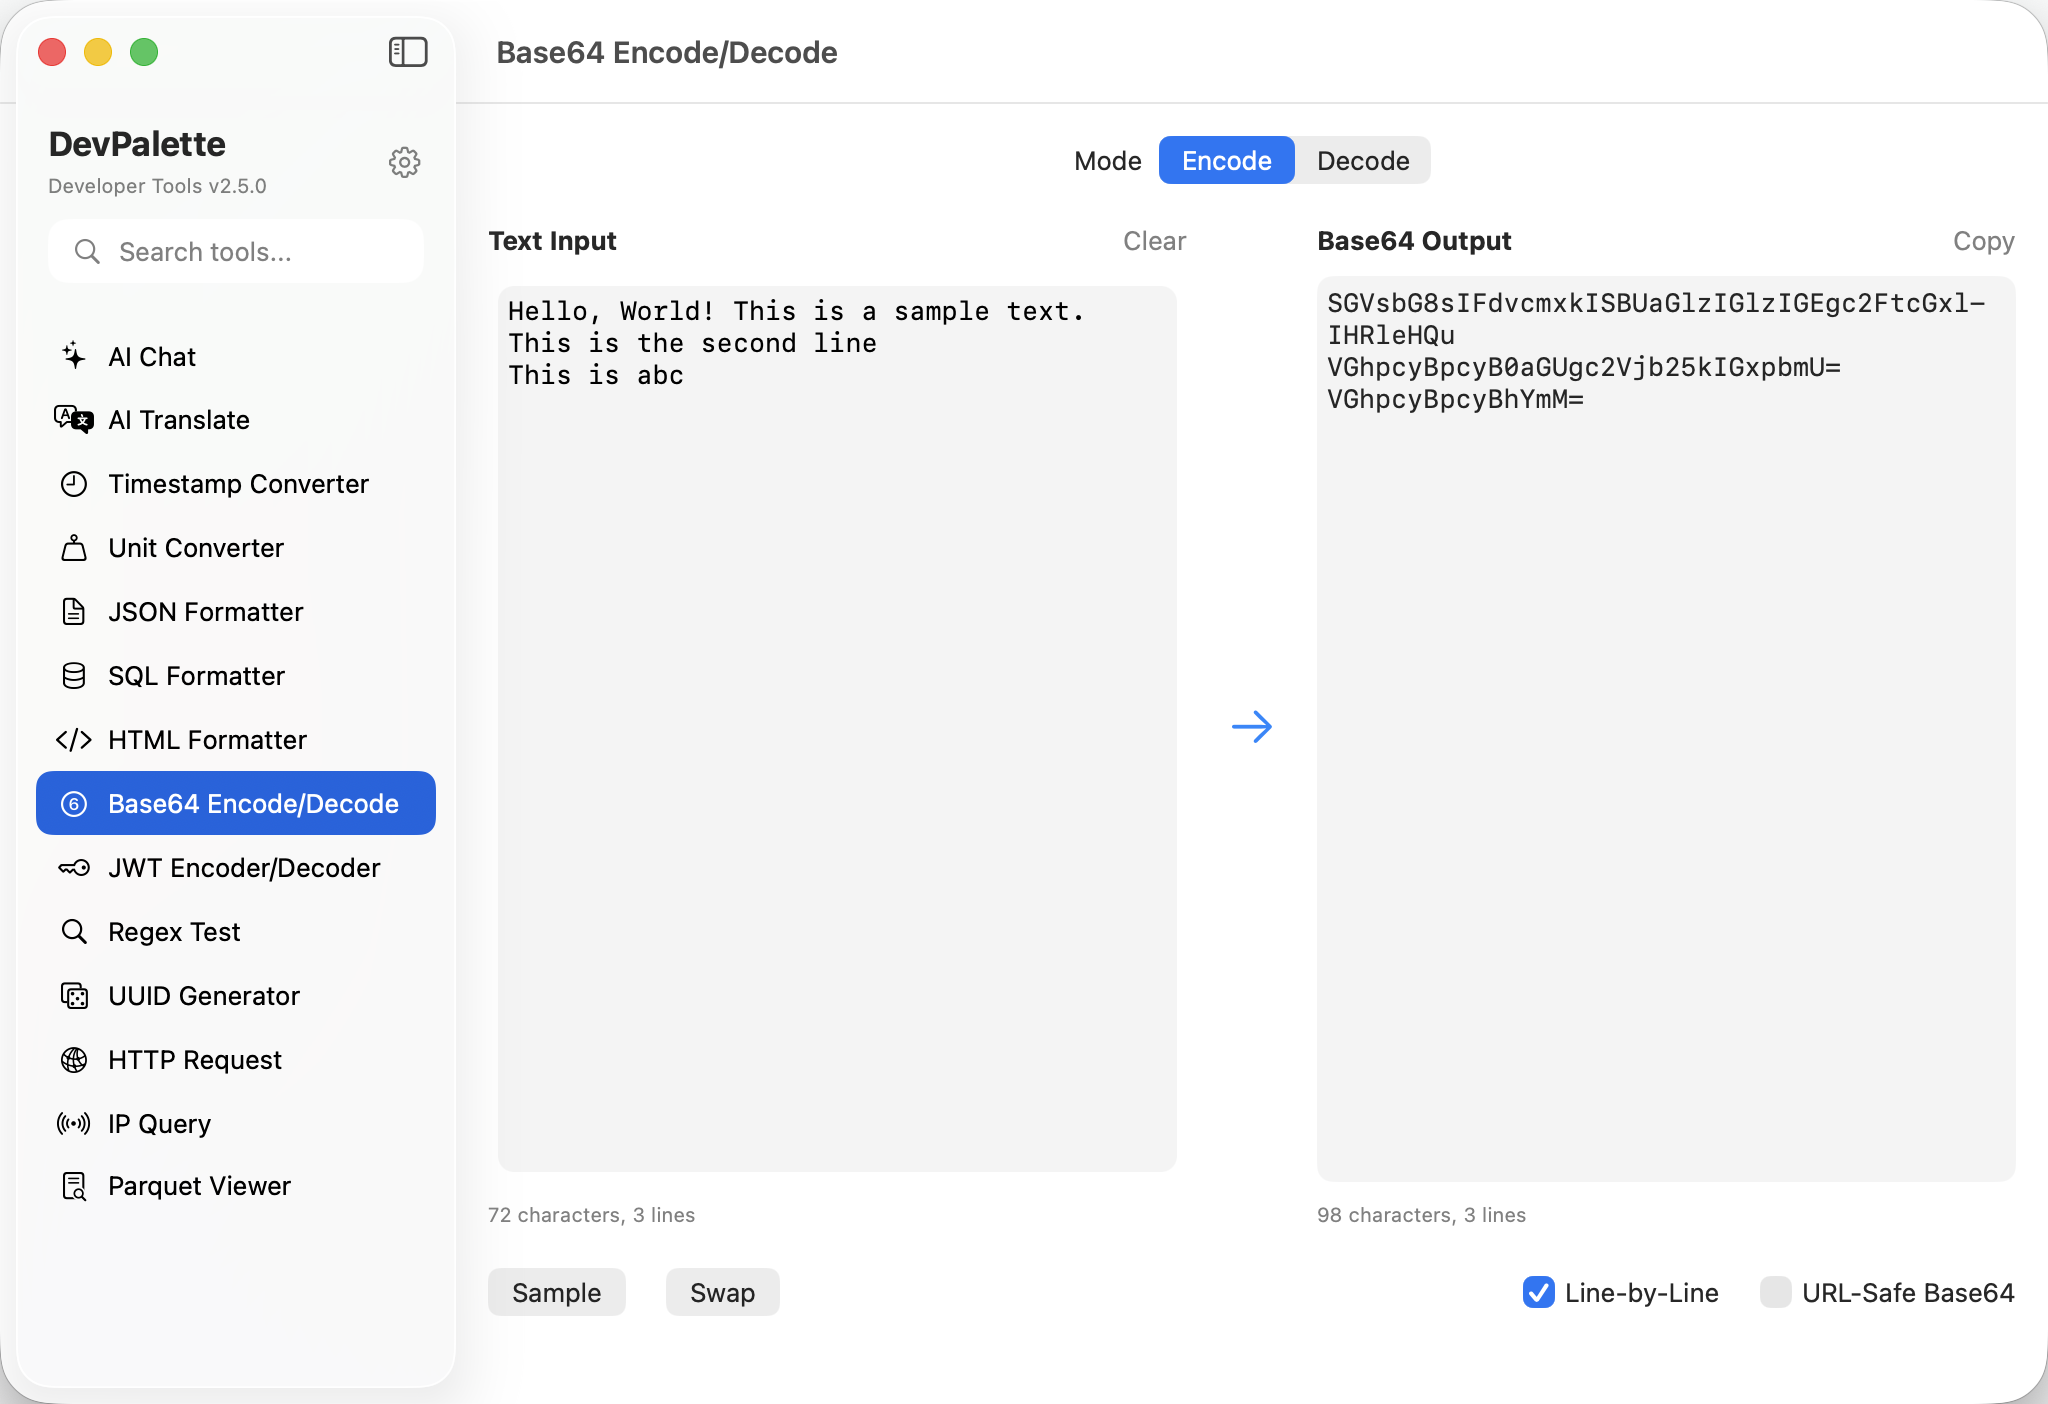 Base64 Encode/Decode
DevPalette
Developer Tools v2.5.0
Search tools...
AI Chat
AI Translate
Timestamp Converter
Unit Converter
JSON Formatter
SQL Formatter
HTML Formatter
Base64 Encode/Decode
JWT Encoder/Decoder
Regex Test
UUID Generator
HTTP Request
IP Query
Parquet Viewer
Mode Encode Decode
Text Input Clear
Hello, World! This is a sample text.
This is the second line
This is abc
72 characters, 3 lines
Sample Swap
Base64 Output Copy
SGVsbG8sIFdvcmxkISBUaGlzIGlzIGEgc2FtcGxl-
IHRleHQu
VGhpcyBpcyB0aGUgc2Vjb25kIGxpbmU=
VGhpcyBpcyBhYmM=
98 characters, 3 lines
Line-by-Line URL-Safe Base64